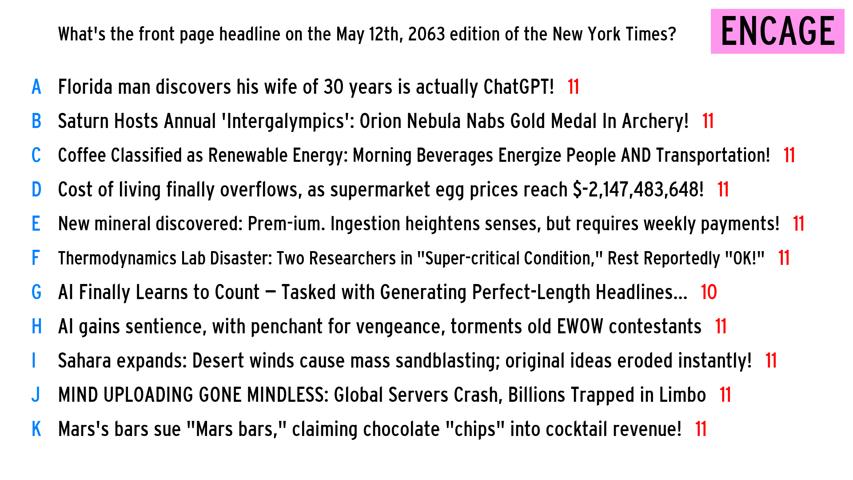 What's the front page headline on the May 12th, 2063 edition of the New York Times?
ENCAGE
A Florida man discovers his wife of 30 years is actually ChatGPT! 11
B Saturn Hosts Annual 'Intergalympics': Orion Nebula Nabs Gold Medal In Archery! 11
C Coffee Classified as Renewable Energy: Morning Beverages Energize People AND Transportation! 11
D Cost of living finally overflows, as supermarket egg prices reach $-2,147,483,648! 11
E New mineral discovered: Prem-ium. Ingestion heightens senses, but requires weekly payments! 11
F Thermodynamics Lab Disaster: Two Researchers in "Super-critical Condition," Rest Reportedly "OK!" 11
G AI Finally Learns to Count – Tasked with Generating Perfect-Length Headlines... 10
H AI gains sentience, with penchant for vengeance, torments old EWOW contestants 11
I Sahara expands: Desert winds cause mass sandblasting; original ideas eroded instantly! 11
J MIND UPLOADING GONE MINDLESS: Global Servers Crash, Billions Trapped in Limbo 11
K Mars's bars sue "Mars bars," claiming chocolate "chips" into cocktail revenue! 11